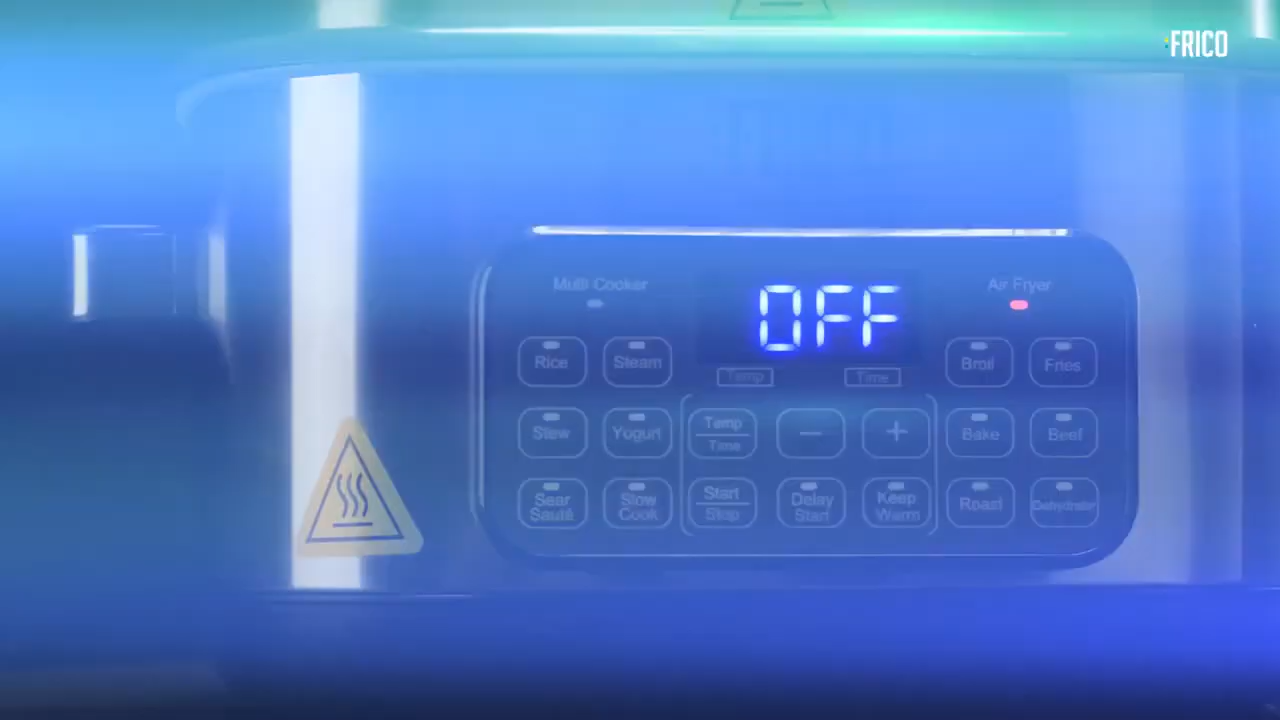 FRICO
Multi Cooker
OFF
Air Fryer
Rice
Steam
Temp
Time
Broil
Fries
Stew
Yogurt
Temp
Time
−
+
Bake
Beef
Sear
Sauté
Slow
Cook
Start
Stop
Delay
Start
Keep
Warm
Roast
Dehydrate